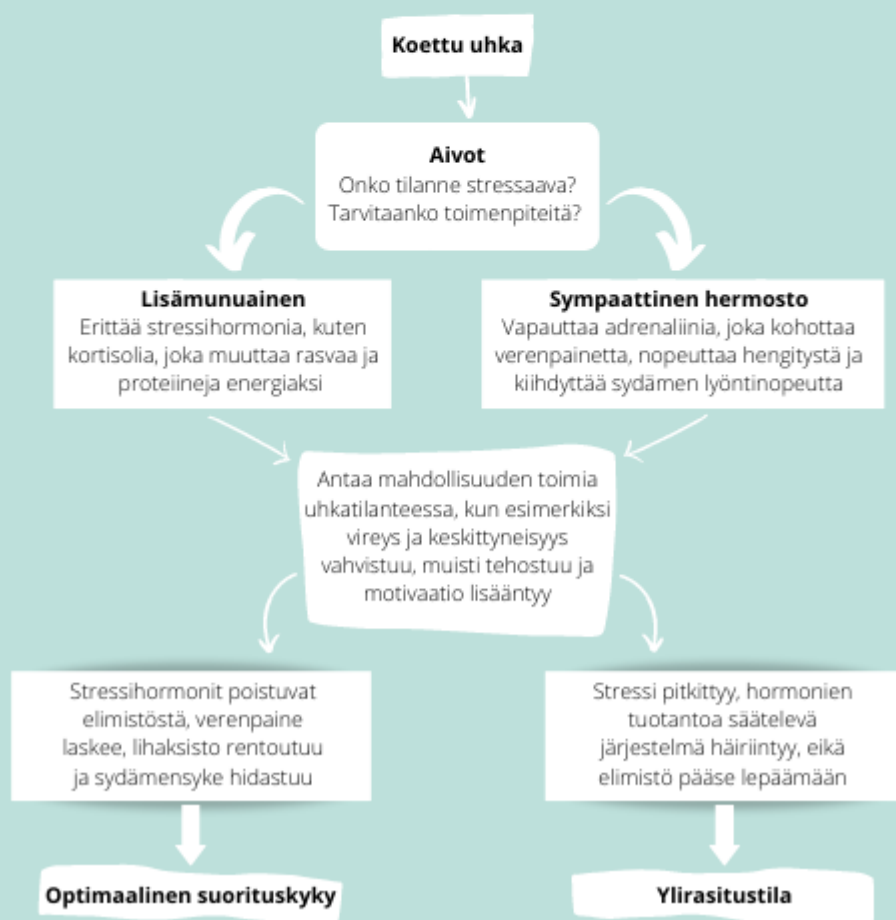 Koettu uhka
Aivot
Onko tilanne stressaava?
Tarvitaanko toimenpiteitä?
Lisämunuainen
Erittää stressihormonia, kuten
kortisolia, joka muuttaa rasvaa ja
proteiineja energiaksi
Sympaattinen hermosto
Vapauttaa adrenaliinia, joka kohottaa
verenpainetta, nopeuttaa hengitystä ja
kiihdyttää sydämen lyöntinopeutta
Antaa mahdollisuuden toimia
uhkatilanteessa, kun esimerkiksi
vireys ja keskittyneisyys
vahvistuu, muisti tehostuu ja
motivaatio lisääntyy
Stressihormonit poistuvat
elimistöstä, verenpaine
laskee, lihaksisto rentoutuu
ja sydämensyke hidastuu
Stressi pitkittyy, hormonien
tuotantoa säätelevä
järjestelmä häiriintyy, eikä
elimistö pääse lepäämään
Optimaalinen suorituskyky
Ylirasitustila